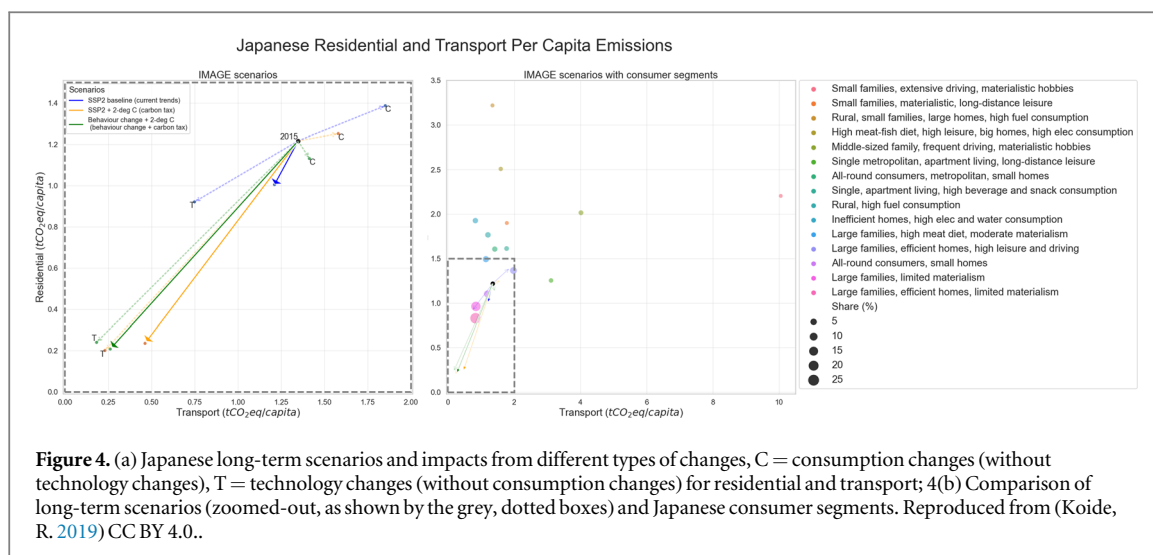 Japanese Residential and Transport Per Capita Emissions
IMAGE scenarios
Scenarios
SSP2 baseline (current trends)
SSP2 + 2-deg C (carbon tax)
Behaviour change + 2-deg C
(behaviour change + carbon tax)
2015
C
C
C
T
T
T
1.4
1.2
1.0
0.8
0.6
0.4
0.2
0.0
Residential (tCO2eq/capita)
0.00
0.25
0.50
0.75
1.00
1.25
1.50
1.75
2.00
Transport (tCO2eq/capita)
IMAGE scenarios with consumer segments
3.5
3.0
2.5
2.0
1.5
1.0
0.5
0.0
0
2
4
6
8
10
Transport (tCO2eq/capita)
Small families, extensive driving, materialistic hobbies
Small families, materialistic, long-distance leisure
Rural, small families, large homes, high fuel consumption
High meat-fish diet, high leisure, big homes, high elec consumption
Middle-sized family, frequent driving, materialistic hobbies
Single metropolitan, apartment living, long-distance leisure
All-round consumers, metropolitan, small homes
Single, apartment living, high beverage and snack consumption
Rural, high fuel consumption
Inefficient homes, high elec and water consumption
Large families, high meat diet, moderate materialism
Large families, efficient homes, high leisure and driving
All-round consumers, small homes
Large families, limited materialism
Large families, efficient homes, limited materialism
Share (%)
5
10
15
20
25
Figure 4. (a) Japanese long-term scenarios and impacts from different types of changes, C = consumption changes (without
technology changes), T = technology changes (without consumption changes) for residential and transport; 4(b) Comparison of
long-term scenarios (zoomed-out, as shown by the grey, dotted boxes) and Japanese consumer segments. Reproduced from (Koide,
R. 2019) CC BY 4.0..